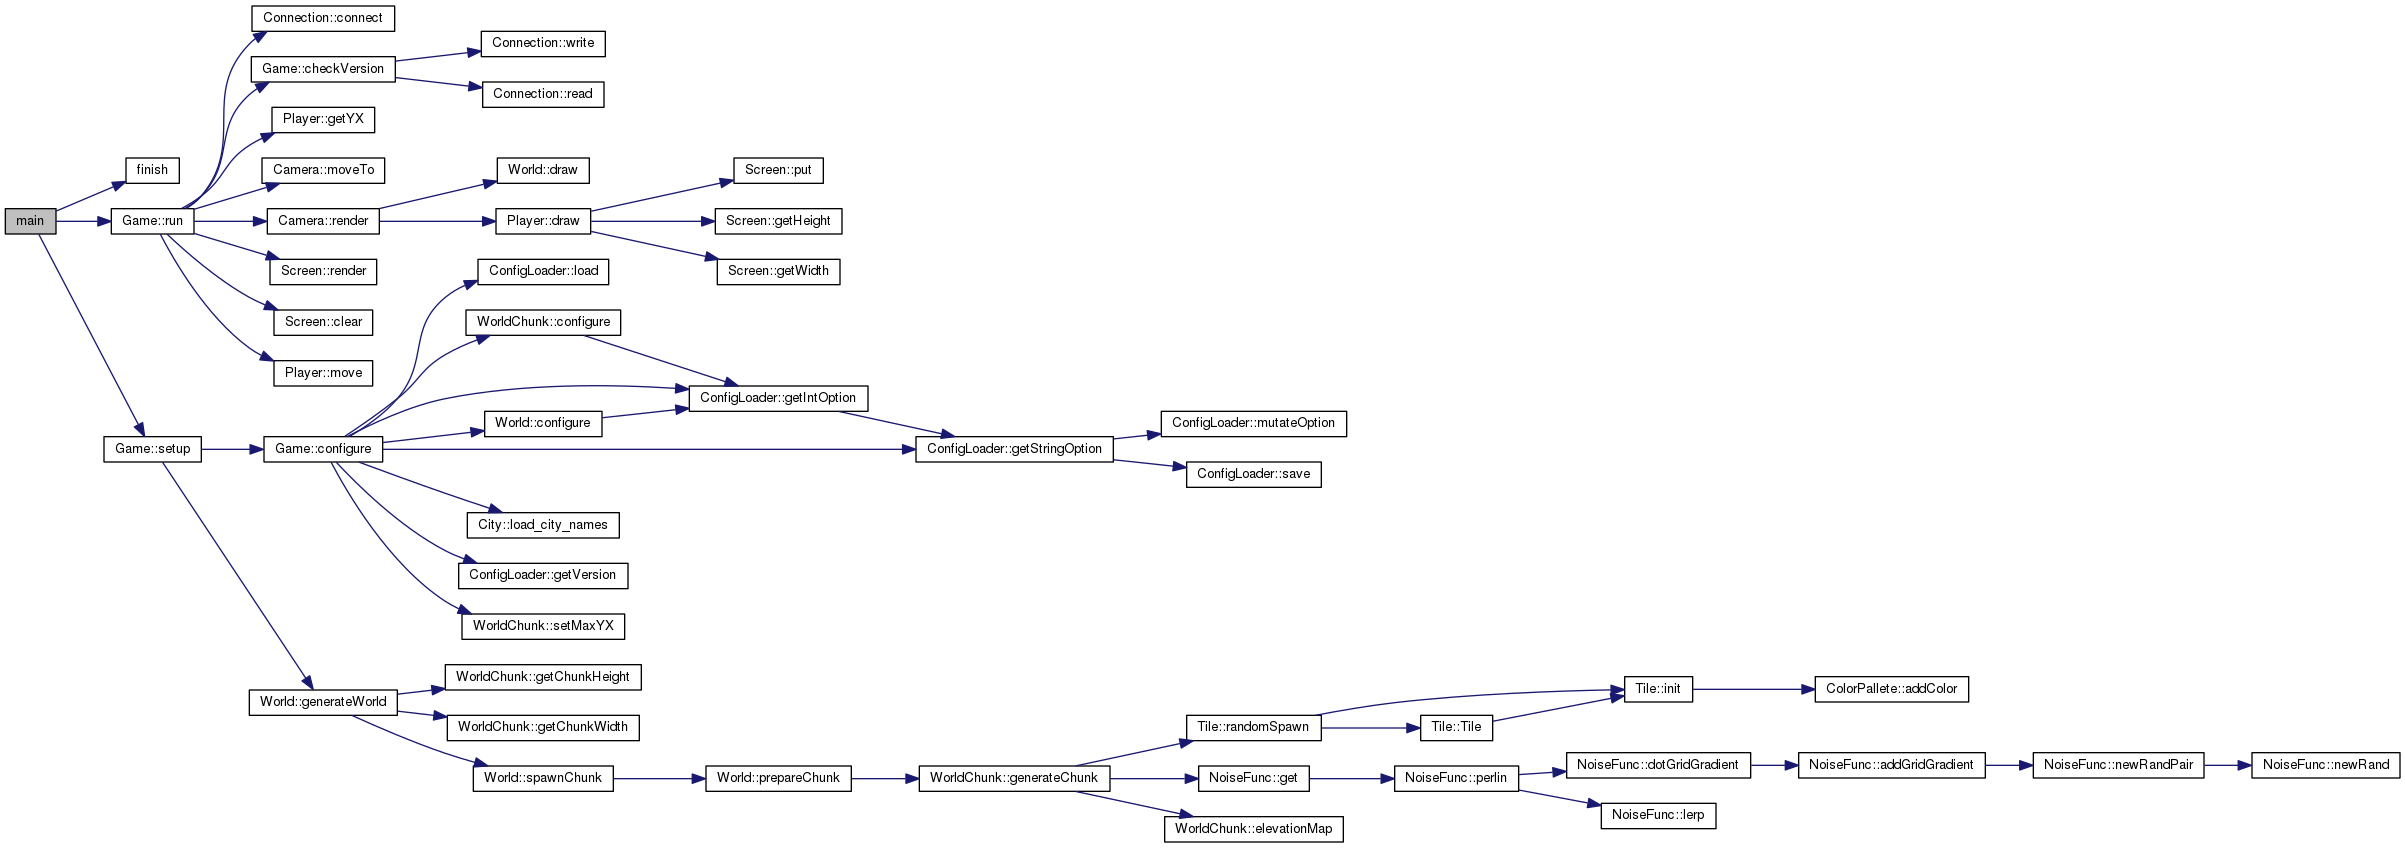 Connection::connect
Connection::write
Game::checkVersion
Connection::read
Player::getYX
finish
Camera::moveTo
World::draw
Screen::put
main
Game::run
Camera::render
Player::draw
Screen::getHeight
Screen::render
ConfigLoader::load
Screen::getWidth
Screen::clear
WorldChunk::configure
Player::move
ConfigLoader::getIntOption
World::configure
ConfigLoader::mutateOption
Game::setup
Game::configure
ConfigLoader::getStringOption
ConfigLoader::save
City::load_city_names
ConfigLoader::getVersion
WorldChunk::setMaxYX
WorldChunk::getChunkHeight
Tile::init
ColorPallete::addColor
World::generateWorld
WorldChunk::getChunkWidth
Tile::randomSpawn
Tile::Tile
World::spawnChunk
World::prepareChunk
WorldChunk::generateChunk
NoiseFunc::get
NoiseFunc::perlin
NoiseFunc::dotGridGradient
NoiseFunc::addGridGradient
NoiseFunc::newRandPair
NoiseFunc::newRand
NoiseFunc::lerp
WorldChunk::elevationMap